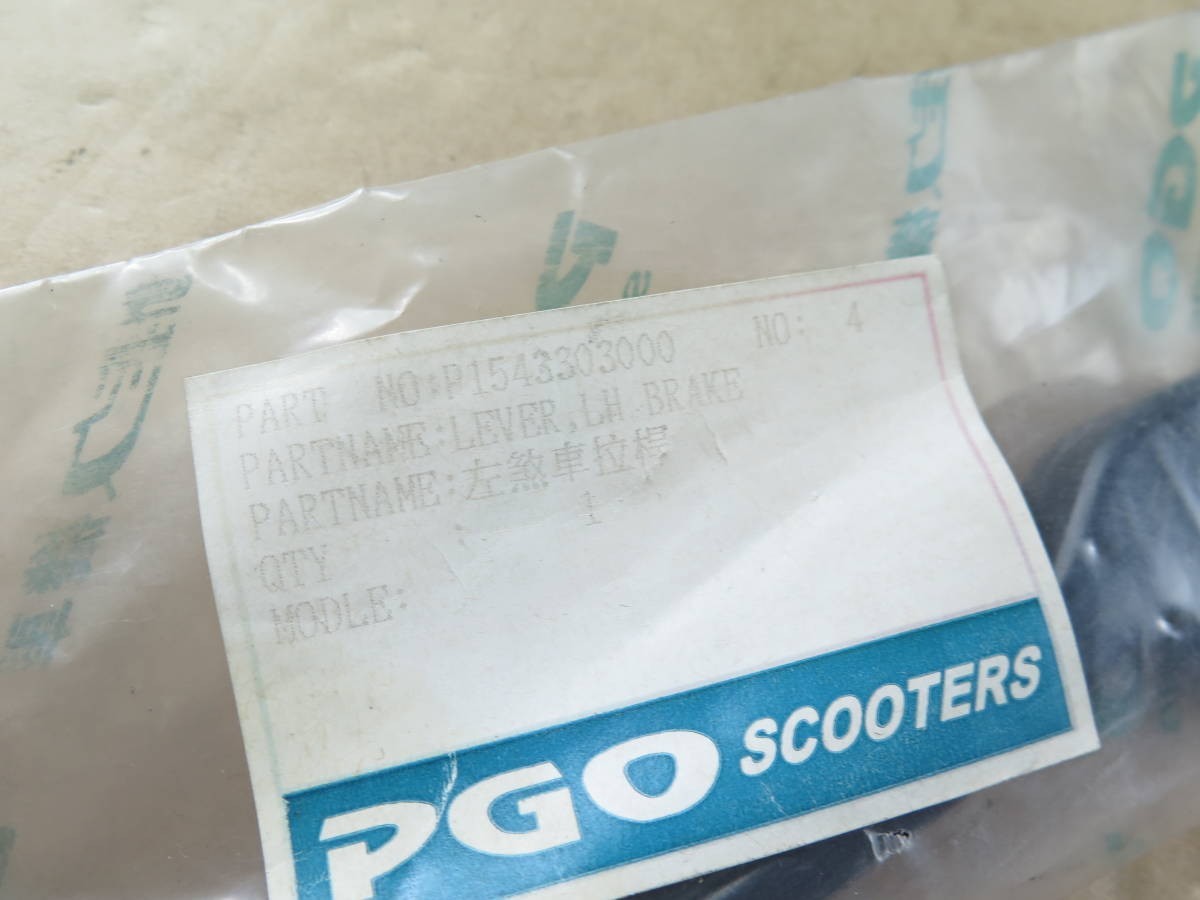 PART NO:P1543303000 NO: 4
PARTNAME:LEVER,LH BRAKE
PARTNAME:左煞車拉桿
QTY 1
MODLE:
PGO SCOOTERS
PGO